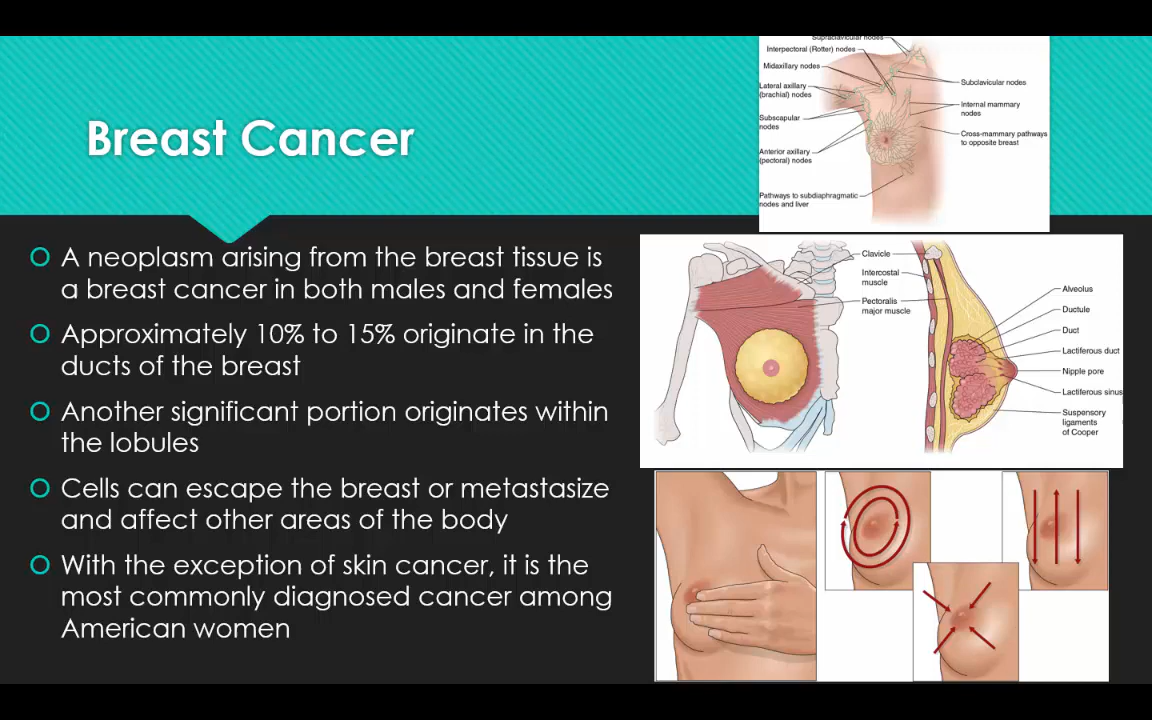 Breast Cancer
A neoplasm arising from the breast tissue is
a breast cancer in both males and females
Approximately 10% to 15% originate in the
ducts of the breast
Another significant portion originates within
the lobules
Cells can escape the breast or metastasize
and affect other areas of the body
With the exception of skin cancer, it is the
most commonly diagnosed cancer among
American women
Supraclavicular nodes
Interpectoral (Rotter) nodes
Midaxillary nodes
Lateral axillary
(brachial) nodes
Subscapular
nodes
Anterior axillary
(pectoral) nodes
Pathways to subdiaphragmatic
nodes and liver
Subclavicular nodes
Internal mammary
nodes
Cross-mammary pathways
to opposite breast
Clavicle
Intercostal
muscle
Pectoralis
major muscle
Alveolus
Ductule
Duct
Lactiferous duct
Nipple pore
Lactiferous sinus
Suspensory
ligaments
of Cooper